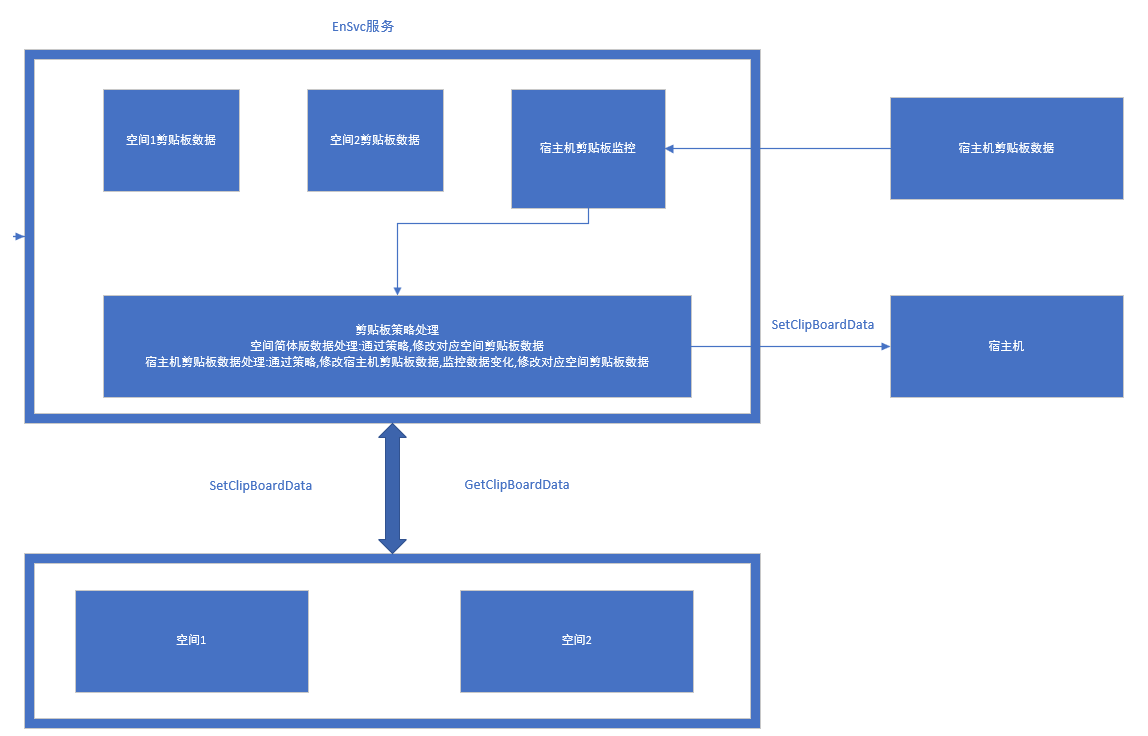 EnSvc服务
空间1剪贴板数据
空间2剪贴板数据
宿主机剪贴板监控
宿主机剪贴板数据
剪贴板策略处理
空间简体版数据处理:通过策略,修改对应空间剪贴板数据
宿主机剪贴板数据处理:通过策略,修改宿主机剪贴板数据,监控数据变化,修改对应空间剪贴板数据
SetClipBoardData
宿主机
SetClipBoardData
GetClipBoardData
空间1
空间2